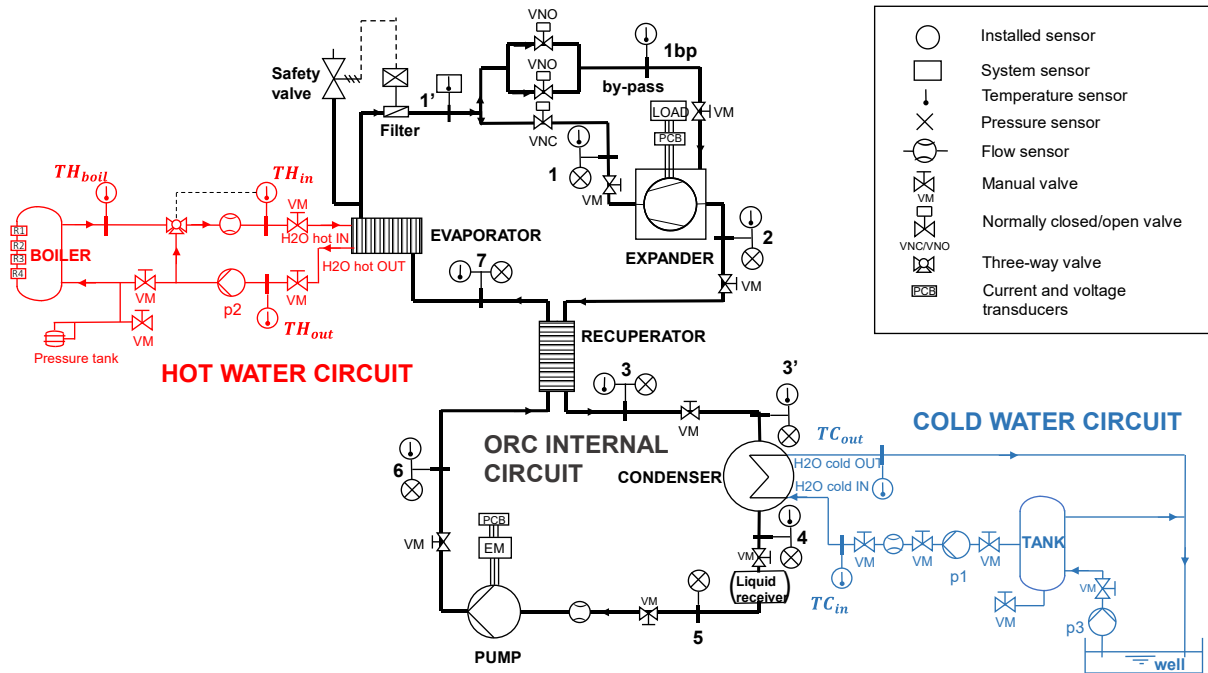 VNO
VNO
VNC
Safety
valve
Filter
1'
1bp
by-pass
LOAD
PCB
VM
1
VM
EXPANDER
2
VM
TH_boil
TH_in
VM
H2O hot IN
H2O hot OUT
EVAPORATOR
R1
R2
R3
R4
BOILER
VM
p2
VM
TH_out
VM
Pressure tank
HOT WATER CIRCUIT
7
RECUPERATOR
3
VM
3'
ORC INTERNAL
CIRCUIT
CONDENSER
6
VM
PCB
EM
PUMP
VM
5
Liquid
receiver
VM
4
COLD WATER CIRCUIT
TC_out
H2O cold OUT
H2O cold IN
TC_in
VM
VM
p1
VM
TANK
VM
VM
p3
well
Installed sensor
System sensor
Temperature sensor
Pressure sensor
Flow sensor
Manual valve
VM
Normally closed/open valve
VNC/VNO
Three-way valve
PCB
Current and voltage
transducers